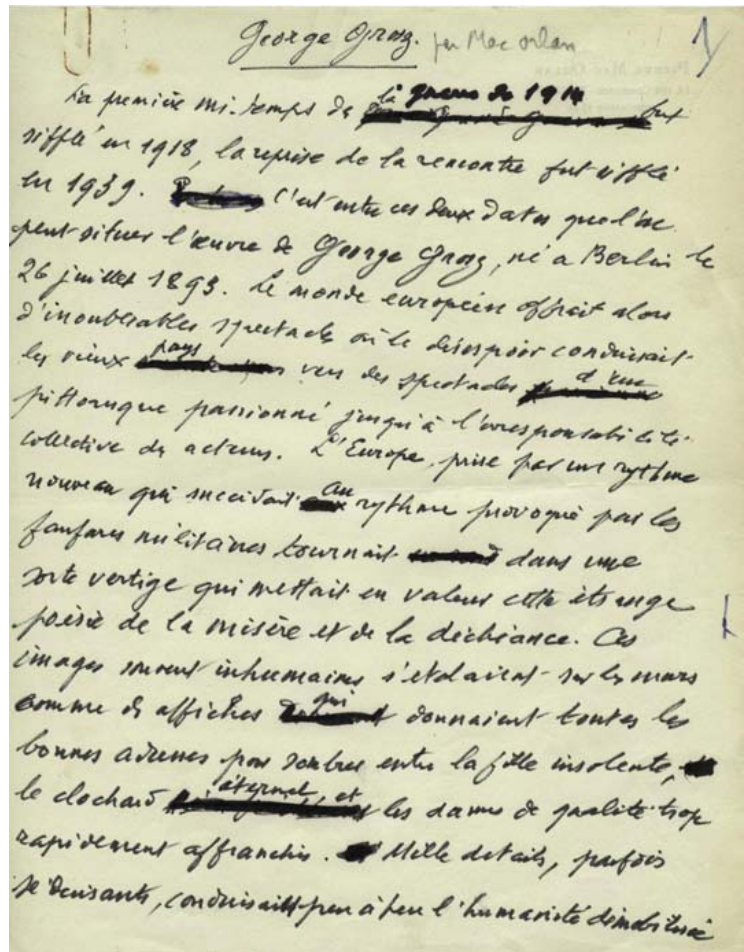 George Grosz. par Mac Orlan
1
La première mi-temps de la guerre de 1914 fut
sifflé en 1918, la reprise de la rencontre fut sifflé
en 1939. C'est entre ces deux dates que l'on
peut situer l'œuvre de George Grosz, né a Berlin le
26 juillet 1893. Le monde européen offrait alors
d'inoubliables spectacles où le désespoir conduisait
les vieux pays vers des spectacles d'une
pittoresque passionné jusqu'à l'irresponsabilité
collective des acteurs. L'Europe, prise par un rythme
nouveau qui succédait au rythme provoqué par les
fanfares militaires tournait dans une
sorte vertige qui mettait en valeur cette étrange
poésie de la misère et de la déchéance. Ces
images souvent inhumaines s'étalaient sur les murs
comme des affiches qui donnaient toutes les
bonnes adresses pour sombrer entre la fille insolente,
le clochard éternel, et les dames de qualité trop
rapidement affranchies. Mille détails, parfois
séduisants, conduisait peu à peu l'humanité démobilisée